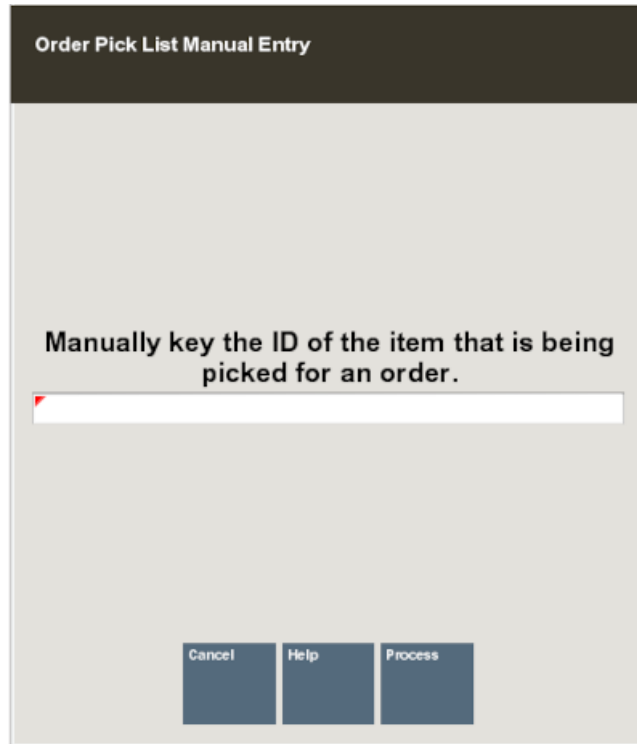 Order Pick List Manual Entry
Manually key the ID of the item that is being
picked for an order.
Cancel
Help
Process